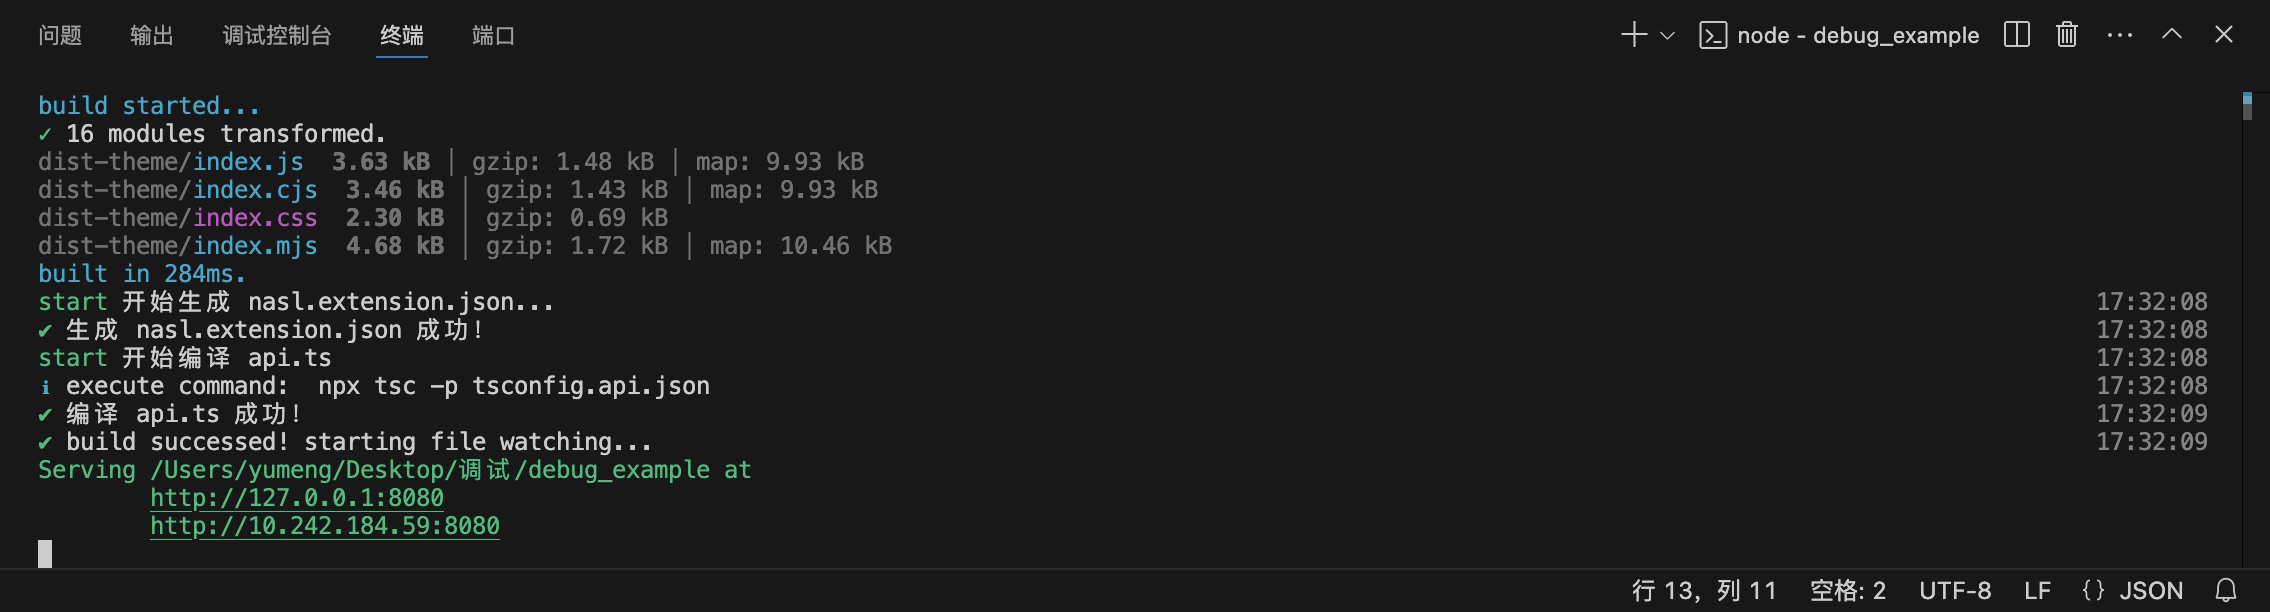 问题 输出 调试控制台 终端 端口 node - debug_example
build started...
✓ 16 modules transformed.
dist-theme/index.js  3.63 kB │ gzip: 1.48 kB │ map: 9.93 kB
dist-theme/index.cjs  3.46 kB │ gzip: 1.43 kB │ map: 9.93 kB
dist-theme/index.css  2.30 kB │ gzip: 0.69 kB
dist-theme/index.mjs  4.68 kB │ gzip: 1.72 kB │ map: 10.46 kB
built in 284ms.
start 开始生成 nasl.extension.json... 17:32:08
✔ 生成 nasl.extension.json 成功! 17:32:08
start 开始编译 api.ts 17:32:08
ℹ execute command:  npx tsc -p tsconfig.api.json 17:32:08
✔ 编译 api.ts 成功! 17:32:09
✔ build successed! starting file watching... 17:32:09
Serving /Users/yumeng/Desktop/调试/debug_example at
http://127.0.0.1:8080
http://10.242.184.59:8080
行 13, 列 11 空格: 2 UTF-8 LF {} JSON